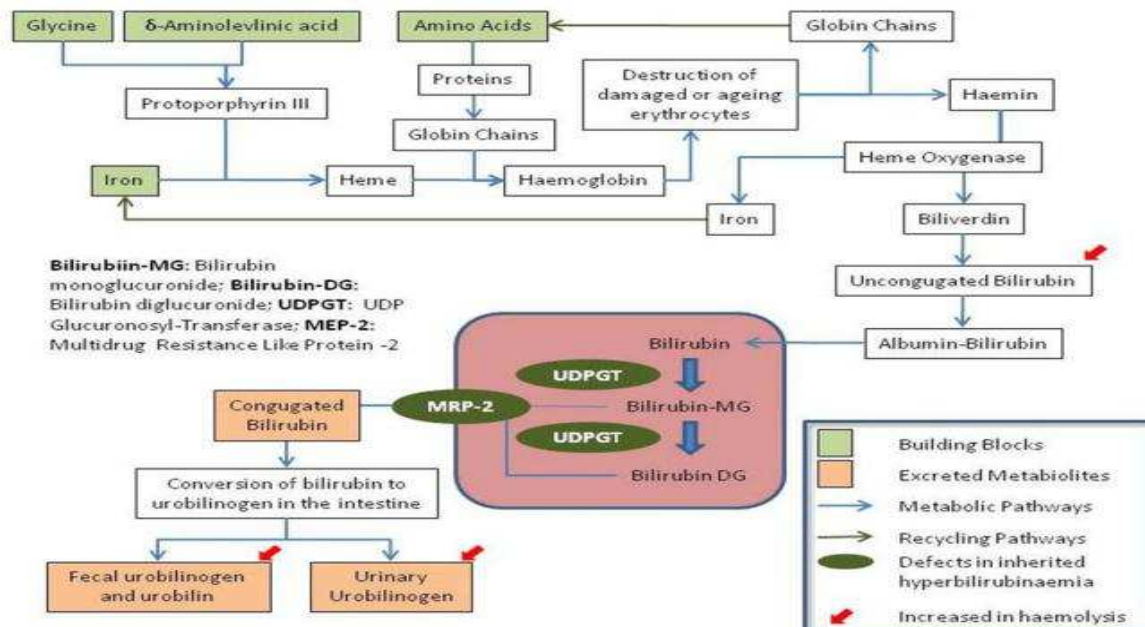 Glycine
δ-Aminolevlinic acid
Amino Acids
Globin Chains
Proteins
Destruction of
damaged or ageing
erythrocytes
Haemin
Protoporphyrin III
Globin Chains
Heme Oxygenase
Iron
Heme
Haemoglobin
Iron
Biliverdin
Bilirubiin-MG: Bilirubin
monoglucuronide; Bilirubin-DG:
Bilirubin diglucuronide; UDPGT: UDP
Glucuronosyl-Transferase; MEP-2:
Multidrug Resistance Like Protein -2
Uncongugated Bilirubin
Albumin-Bilirubin
Bilirubin
UDPGT
Bilirubin-MG
MRP-2
UDPGT
Bilirubin DG
Congugated
Bilirubin
Conversion of bilirubin to
urobilinogen in the intestine
Fecal urobilinogen
and urobilin
Urinary
Urobilinogen
Building Blocks
Excreted Metabiolites
Metabolic Pathways
Recycling Pathways
Defects in inherited
hyperbilirubinaemia
Increased in haemolysis